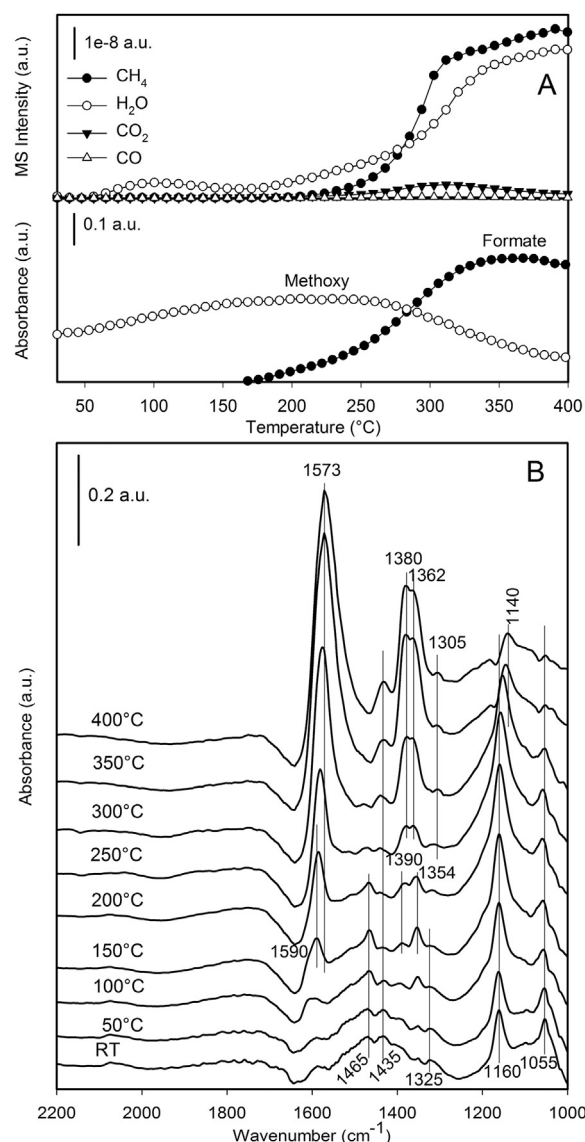 1e-8 a.u.
A
CH4
H2O
CO2
CO
MS Intensity (a.u.)
0.1 a.u.
Formate
Methoxy
Absorbance (a.u.)
50 100 150 200 250 300 350 400
Temperature (°C)
B
0.2 a.u.
1573
1380
1362
1140
1305
400°C
350°C
300°C
250°C
200°C
150°C
100°C
50°C
RT
1390
1354
1590
1465
1435
1325
1160
1055
Absorbance (a.u.)
2200 2000 1800 1600 1400 1200 1000
Wavenumber (cm-1)